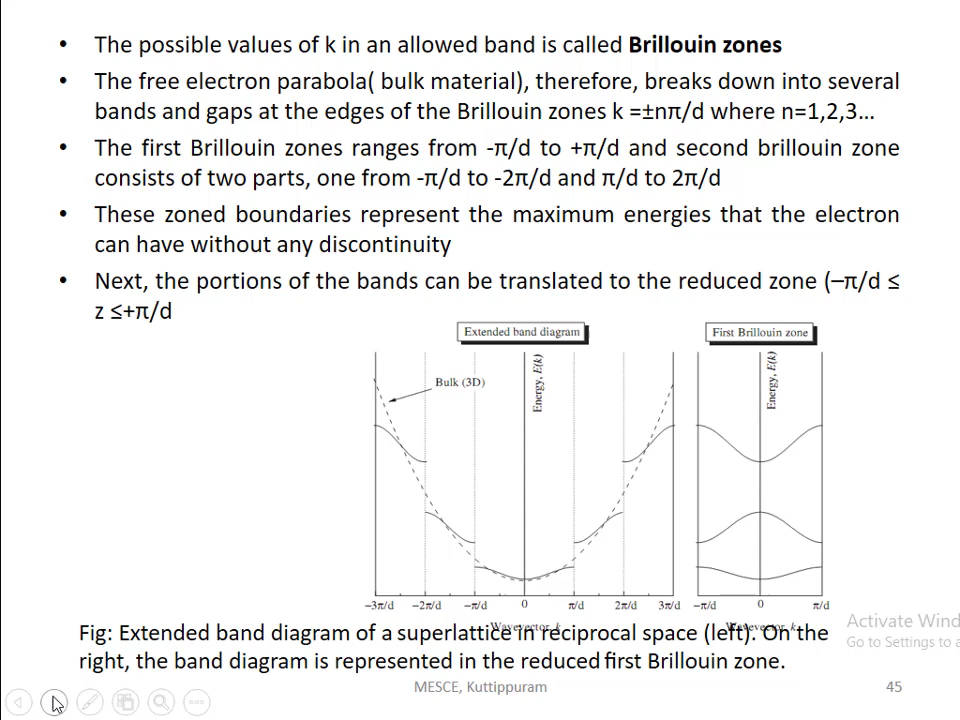 • The possible values of k in an allowed band is called Brillouin zones
• The free electron parabola( bulk material), therefore, breaks down into several
bands and gaps at the edges of the Brillouin zones k =±nπ/d where n=1,2,3…
• The first Brillouin zones ranges from -π/d to +π/d and second brillouin zone
consists of two parts, one from -π/d to -2π/d and π/d to 2π/d
• These zoned boundaries represent the maximum energies that the electron
can have without any discontinuity
• Next, the portions of the bands can be translated to the reduced zone (–π/d ≤
z ≤+π/d
Extended band diagram
First Brillouin zone
Energy, E(k)
Energy, E(k)
Bulk (3D)
−3π/d −2π/d −π/d 0 π/d 2π/d 3π/d
−π/d 0 π/d
Wavevector, k
Wavevector, k
Fig: Extended band diagram of a superlattice in reciprocal space (left). On the
right, the band diagram is represented in the reduced first Brillouin zone.
Activate Wind
Go to Settings to a
MESCE, Kuttippuram
45